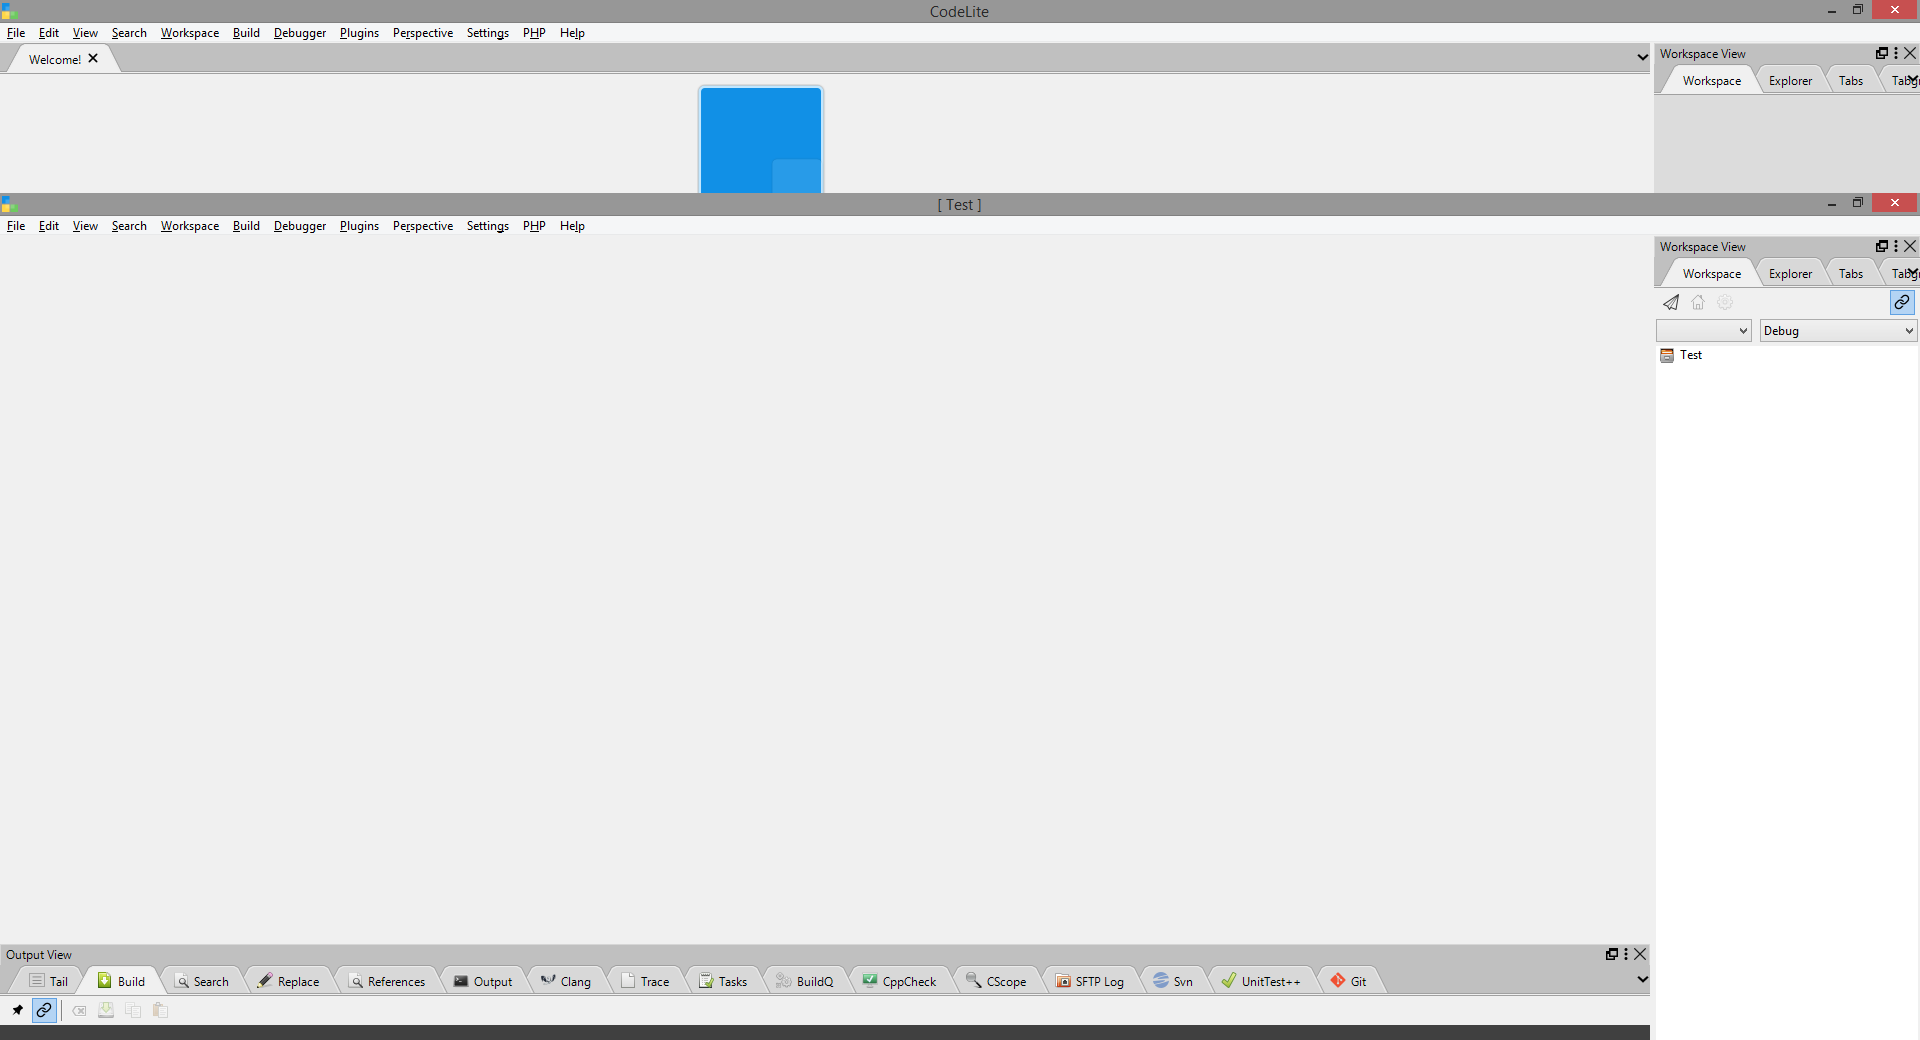 CodeLite
File Edit View Search Workspace Build Debugger Plugins Perspective Settings PHP Help
Welcome!
Workspace View
Workspace Explorer Tabs
[ Test ]
File Edit View Search Workspace Build Debugger Plugins Perspective Settings PHP Help
Workspace View
Workspace Explorer Tabs
Debug
Test
Output View
Tail Build Search Replace References Output Clang Trace Tasks BuildQ CppCheck CScope SFTP Log Svn UnitTest++ Git